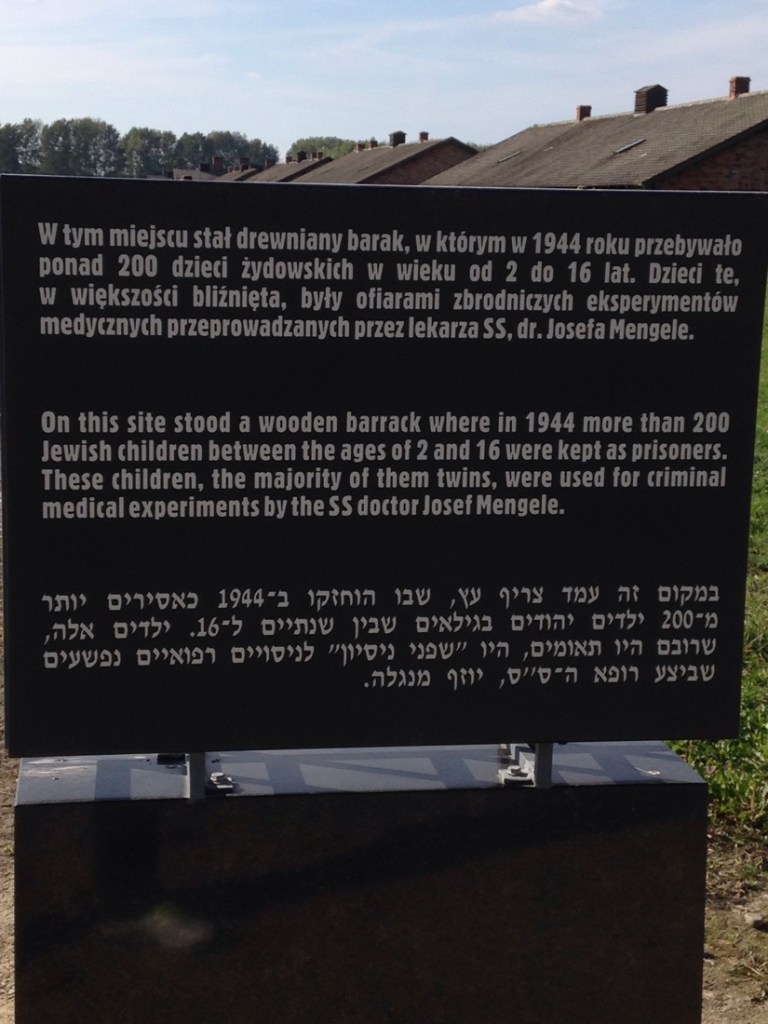 W tym miejscu stał drewniany barak, w którym w 1944 roku przebywało
ponad 200 dzieci żydowskich w wieku od 2 do 16 lat. Dzieci te,
w większości bliźnięta, były ofiarami zbrodniczych eksperymentów
medycznych przeprowadzanych przez lekarza SS, dr. Josefa Mengele.
On this site stood a wooden barrack where in 1944 more than 200
Jewish children between the ages of 2 and 16 were kept as prisoners.
These children, the majority of them twins, were used for criminal
medical experiments by the SS doctor Josef Mengele.
במקום זה עמד צריף עץ, שבו הוחזקו ב־1944 כאסירים יותר
מ־200 ילדים יהודים בגילאים שבין שנתיים ל־16. ילדים אלה,
שרובם היו תאומים, היו "שפני ניסיון" לניסויים רפואיים נפשעים
שביצע רופא ה־ס''ס, יוזף מנגלה.